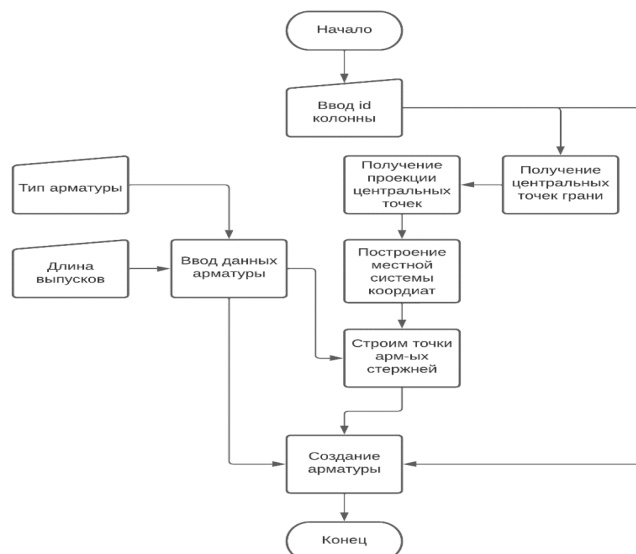 Начало
Ввод id
колонны
Получение
проекции
центральных
точек
Получение
центральных
точек грани
Тип арматуры
Длина
выпусков
Ввод данных
арматуры
Построение
местной
системы
коордиат
Строим точки
арм-ых
стержней
Создание
арматуры
Конец